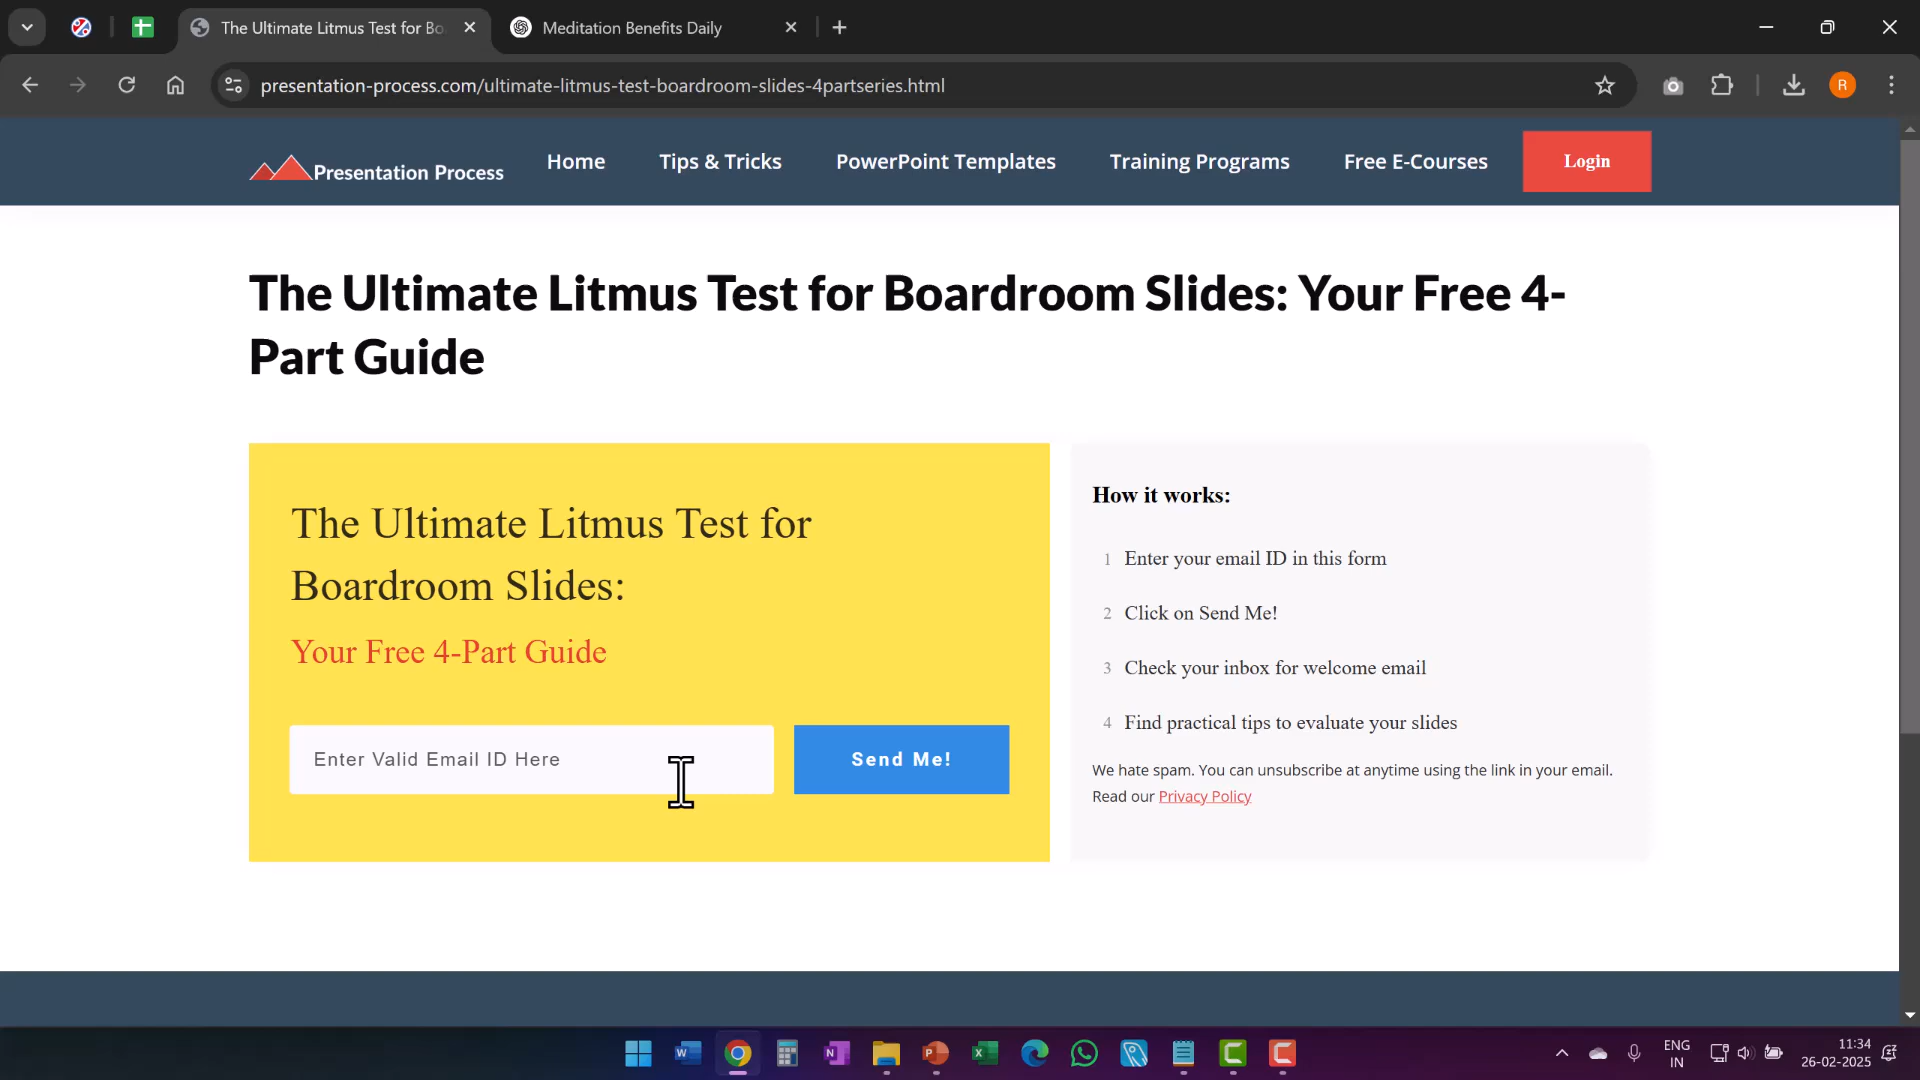 The Ultimate Litmus Test for Bo
Meditation Benefits Daily
presentation-process.com/ultimate-litmus-test-boardroom-slides-4partseries.html
R
Presentation Process
Home
Tips & Tricks
PowerPoint Templates
Training Programs
Free E-Courses
Login
The Ultimate Litmus Test for Boardroom Slides: Your Free 4-
Part Guide
The Ultimate Litmus Test for
Boardroom Slides:
Your Free 4-Part Guide
Enter Valid Email ID Here
Send Me!
How it works:
1 Enter your email ID in this form
2 Click on Send Me!
3 Check your inbox for welcome email
4 Find practical tips to evaluate your slides
We hate spam. You can unsubscribe at anytime using the link in your email.
Read our Privacy Policy
ENG
IN
11:34
26-02-2025